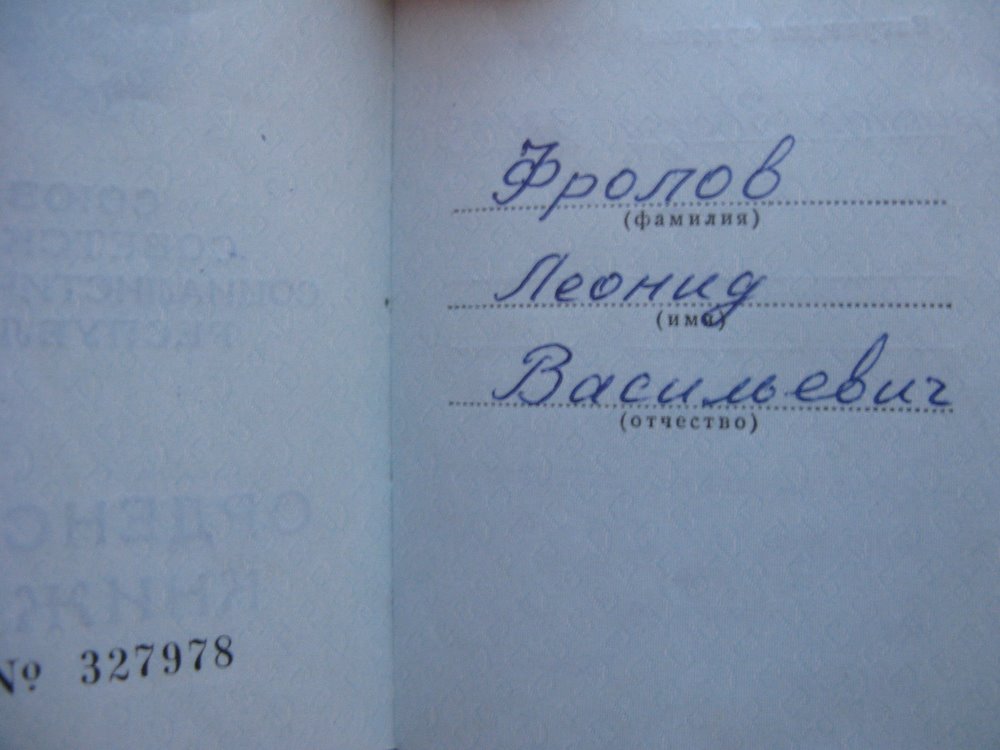 № 327978
Фролов
(фамилия)
Леонид
(имя)
Васильевич
(отчество)